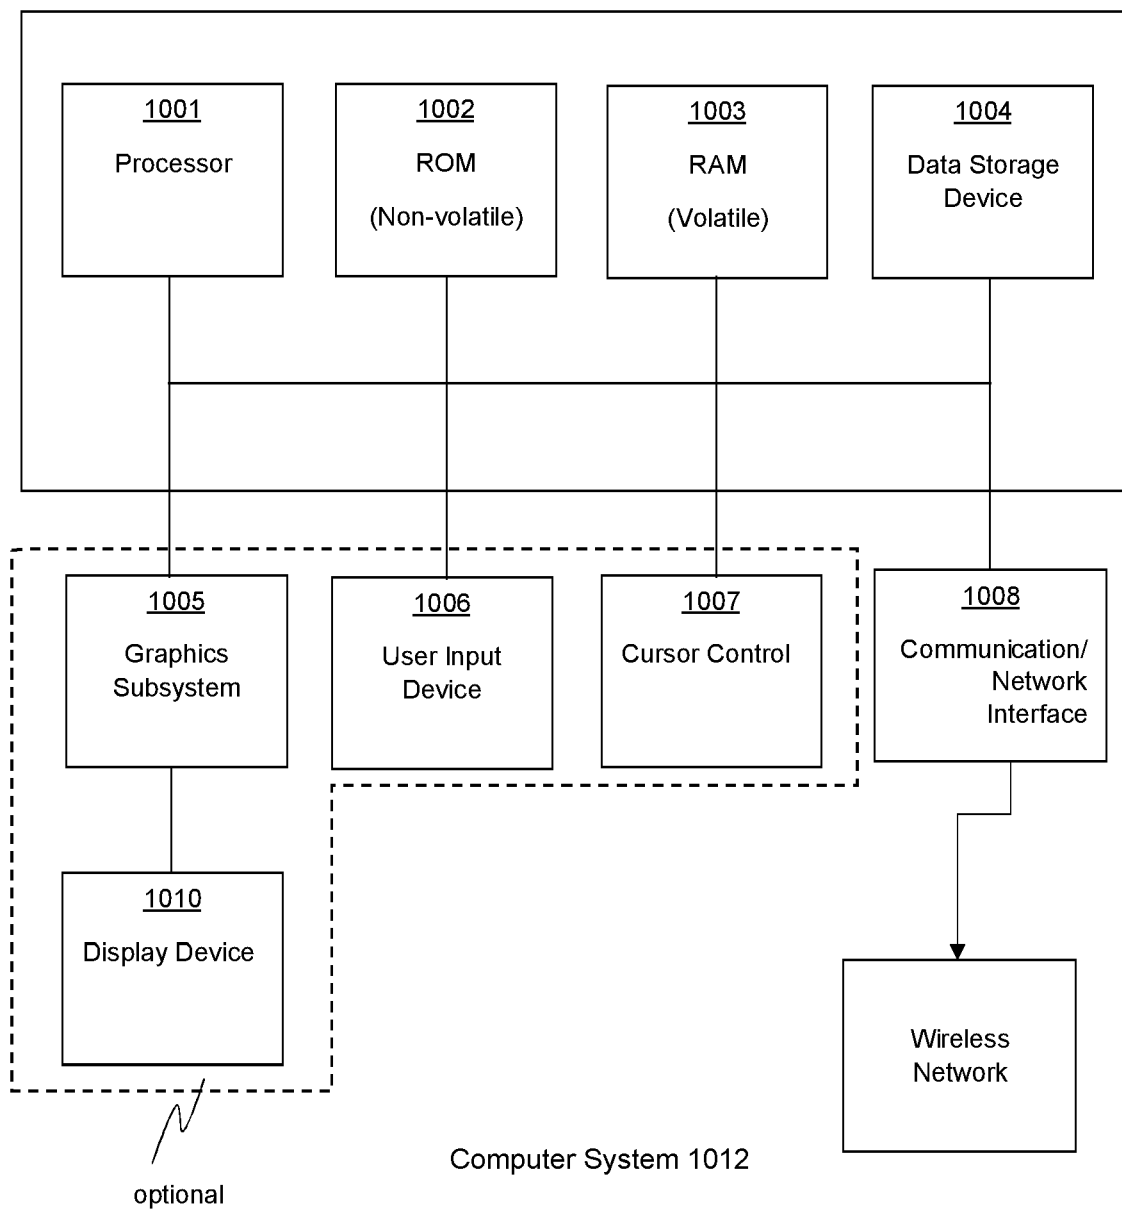 1001
Processor
1002
ROM
(Non-volatile)
1003
RAM
(Volatile)
1004
Data Storage
Device
1005
Graphics
Subsystem
1006
User Input
Device
1007
Cursor Control
1008
Communication/
Network
Interface
1010
Display Device
Wireless
Network
optional
Computer System 1012